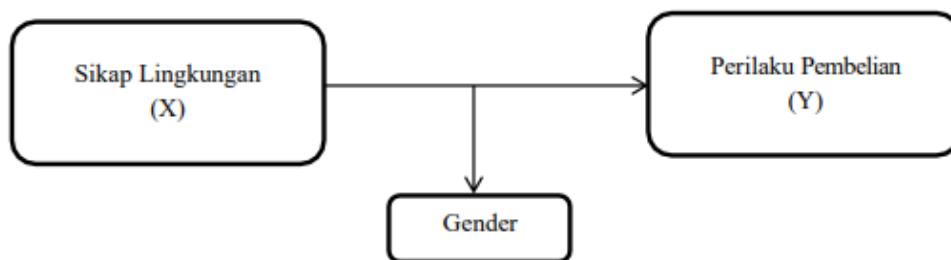 Sikap Lingkungan
(X)
Perilaku Pembelian
(Y)
Gender